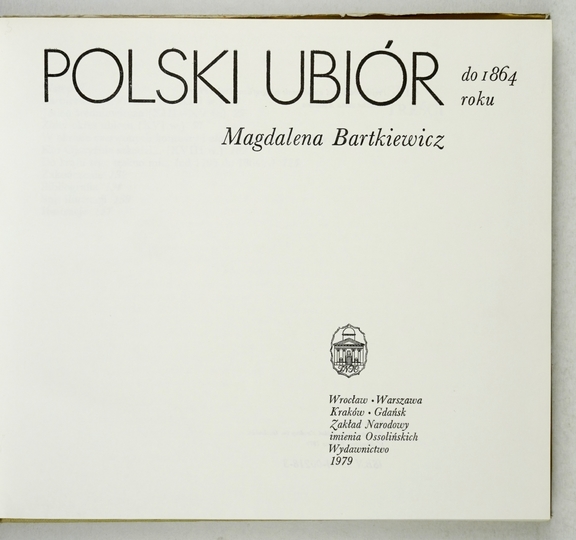 POLSKI UBIÓR do 1864
roku
Magdalena Bartkiewicz
Wrocław • Warszawa
Kraków • Gdańsk
Zakład Narodowy
imienia Ossolińskich
Wydawnictwo
1979